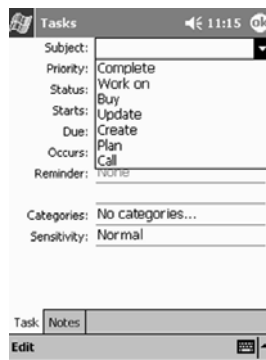 Tasks 11:15 ok
Subject:
Priority: Complete
Status: Work on
Buy
Starts: Update
Due: Create
Occurs: Plan
Call
Reminder: None
Categories: No categories...
Sensitivity: Normal
Task Notes
Edit